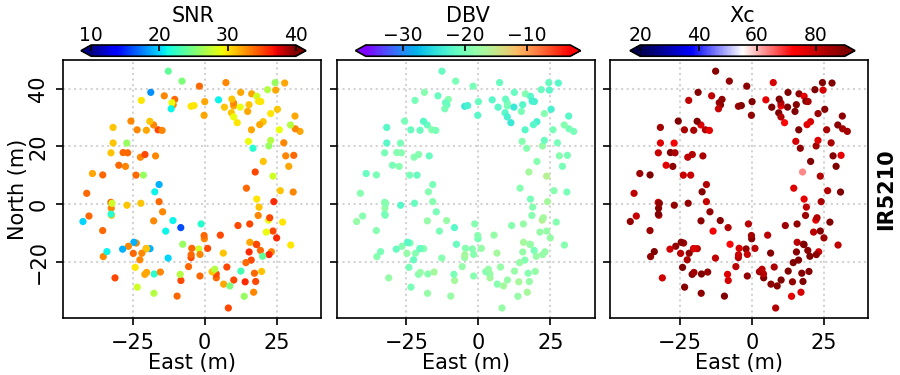 SNR
DBV
Xc
10 20 30 40
−30 −20 −10
20 40 60 80
North (m)
40
20
0
−20
IR5210
−25 0 25
−25 0 25
−25 0 25
East (m)
East (m)
East (m)